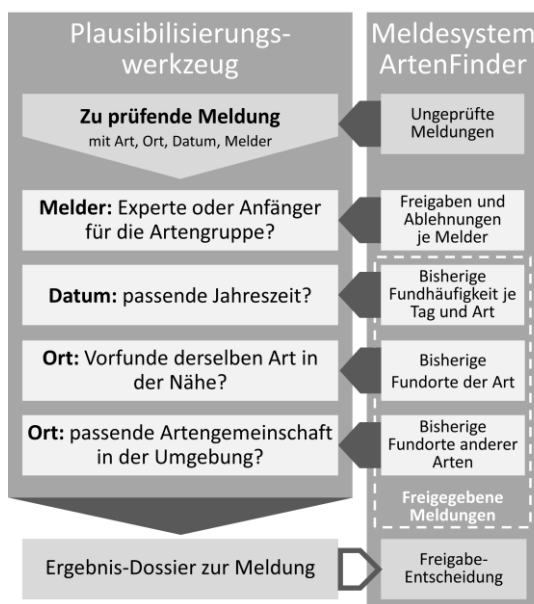 Plausibilisierungs-
werkzeug
Meldesystem
ArtenFinder
Zu prüfende Meldung
mit Art, Ort, Datum, Melder
Ungeprüfte
Meldungen
Melder: Experte oder Anfänger
für die Artengruppe?
Freigaben und
Ablehnungen
je Melder
Datum: passende Jahreszeit?
Bisherige
Fundhäufigkeit je
Tag und Art
Ort: Vorfunde derselben Art in
der Nähe?
Bisherige
Fundorte der Art
Ort: passende Artengemeinschaft
in der Umgebung?
Bisherige
Fundorte anderer
Arten
Freigegebene
Meldungen
Ergebnis-Dossier zur Meldung
Freigabe-
Entscheidung